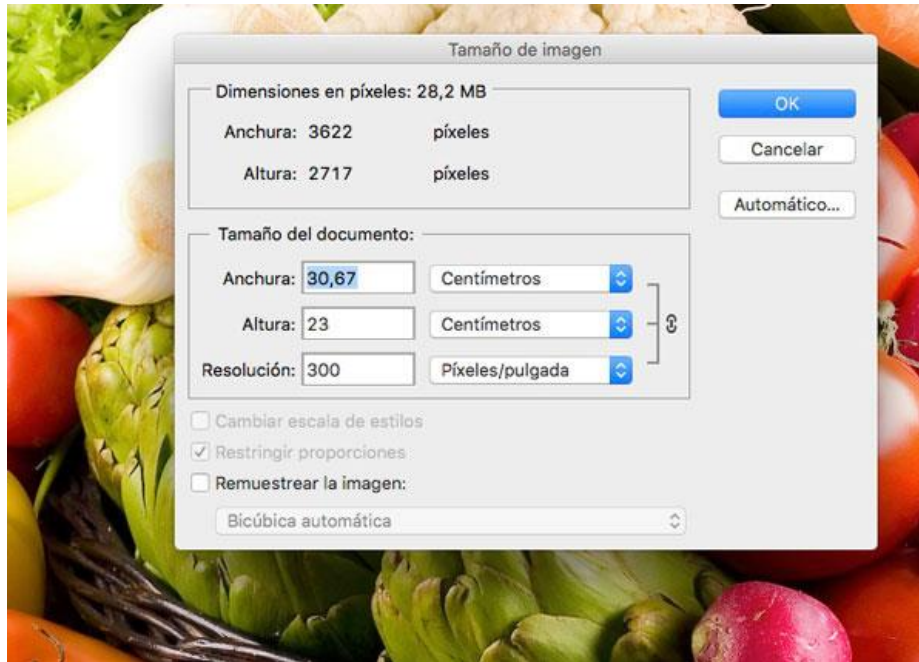 Tamaño de imagen
Dimensiones en píxeles: 28,2 MB
Anchura: 3622 píxeles
Altura: 2717 píxeles
OK
Cancelar
Automático...
Tamaño del documento:
Anchura: 30,67 Centímetros
Altura: 23 Centímetros
Resolución: 300 Píxeles/pulgada
Cambiar escala de estilos
Restringir proporciones
Remuestrear la imagen:
Bicúbica automática